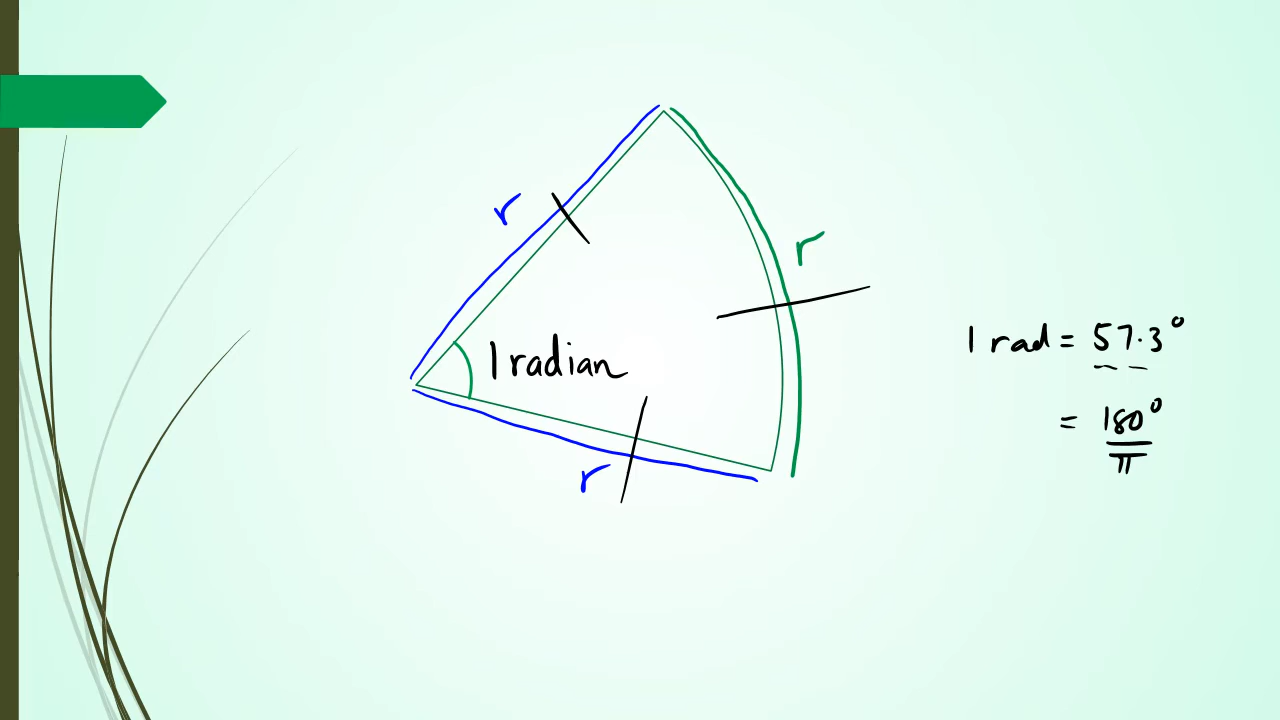 r
r
1 radian
r
1 rad = 57.3°
= 180°/π